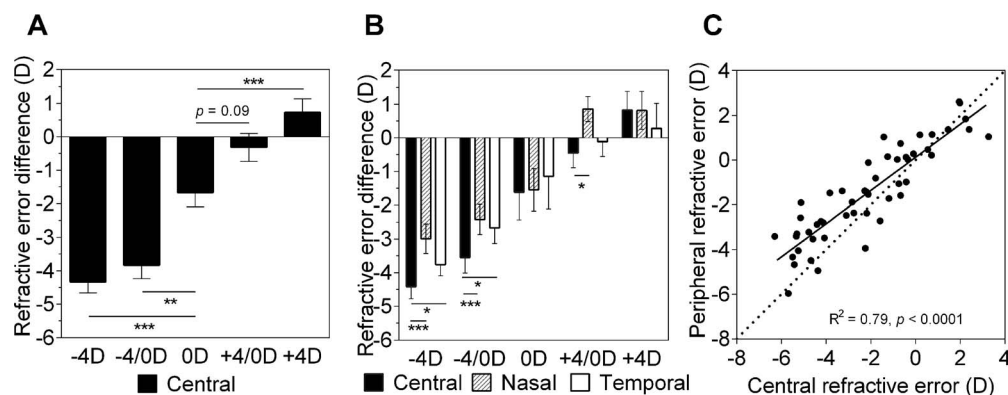 A
Refractive error difference (D)
2
1
0
-1
-2
-3
-4
-5
-6
***
p = 0.09
**
***
-4D -4/0D 0D +4/0D +4D
Central
B
Refractive error difference (D)
2
1
0
-1
-2
-3
-4
-5
-6
*
*
***
*
***
-4D -4/0D 0D +4/0D +4D
Central Nasal Temporal
C
Peripheral refractive error (D)
4
2
0
-2
-4
-6
-8
R2 = 0.79, p < 0.0001
-8 -6 -4 -2 0 2 4
Central refractive error (D)